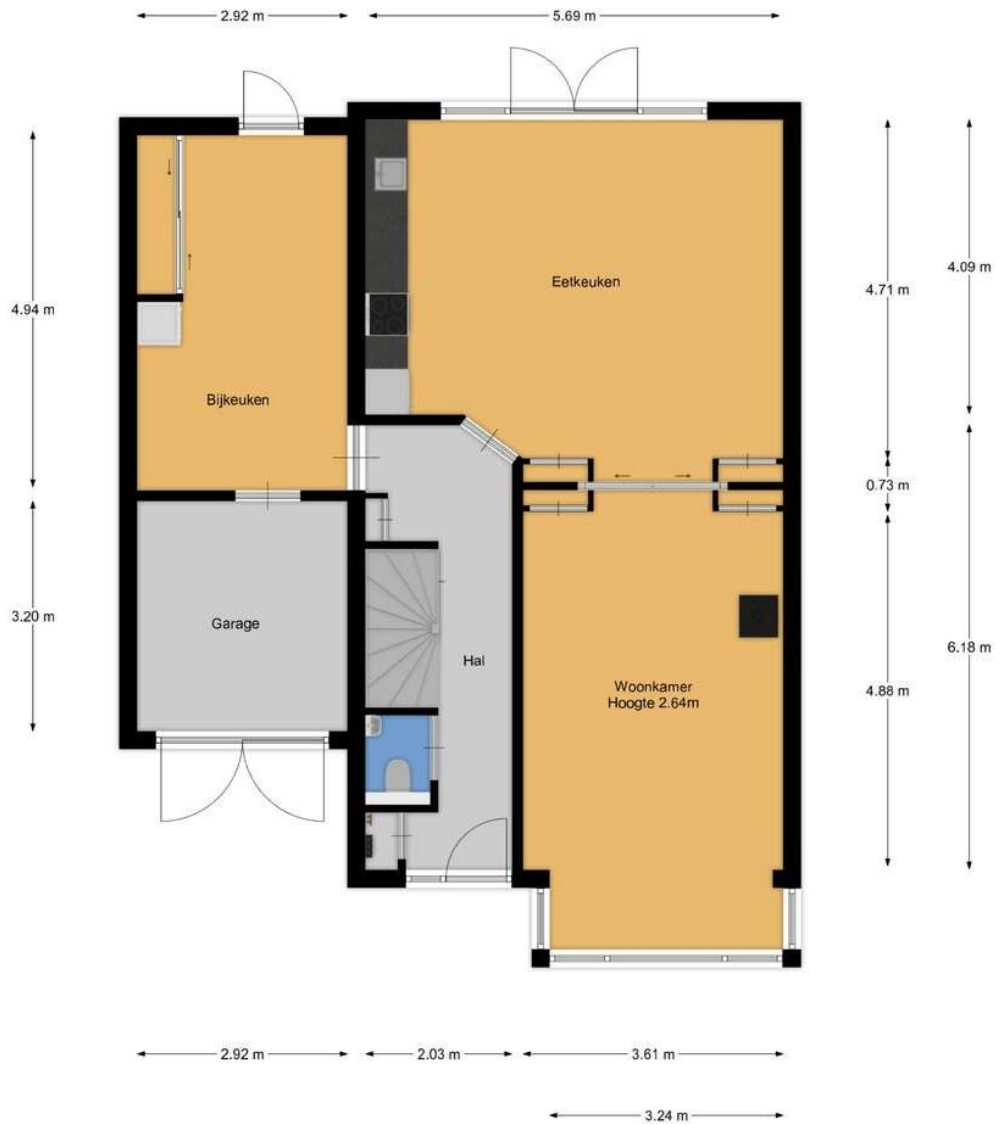 2.92 m
5.69 m
4.94 m
4.71 m
4.09 m
Eetkeuken
Bijkeuken
0.73 m
3.20 m
Garage
Hal
Woonkamer
Hoogte 2.64m
4.88 m
6.18 m
2.92 m
2.03 m
3.61 m
3.24 m